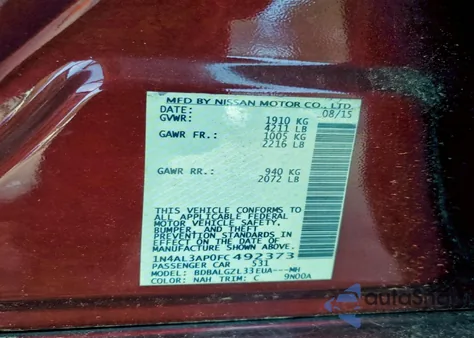 MFD BY NISSAN MOTOR CO., LTD.
DATE: 08/15
GVWR: 1910 KG
4211 LB
GAWR FR.: 1005 KG
2216 LB
GAWR RR.: 940 KG
2072 LB
THIS VEHICLE CONFORMS TO
ALL APPLICABLE FEDERAL
MOTOR VEHICLE SAFETY,
BUMPER, AND THEFT
PREVENTION STANDARDS IN
EFFECT ON THE DATE OF
MANUFACTURE SHOWN ABOVE.
1N4AL3AP0FC492373
PASSENGER CAR 531
MODEL: BDBALGZL33EUA---MH
COLOR: NAH TRIM: C 9N00A